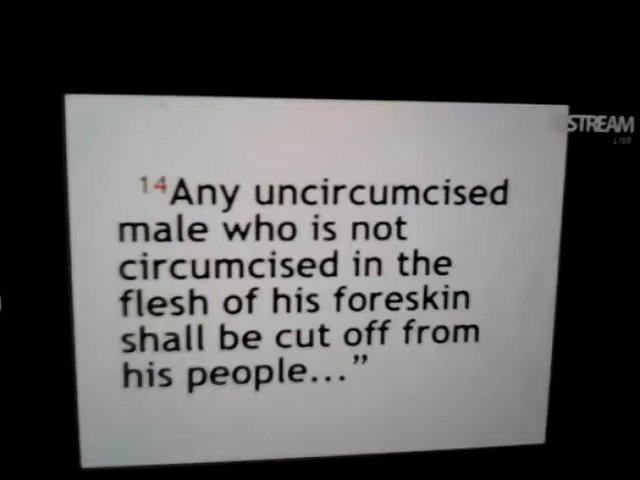 STREAM
LIVE
14Any uncircumcised
male who is not
circumcised in the
flesh of his foreskin
shall be cut off from
his people...”